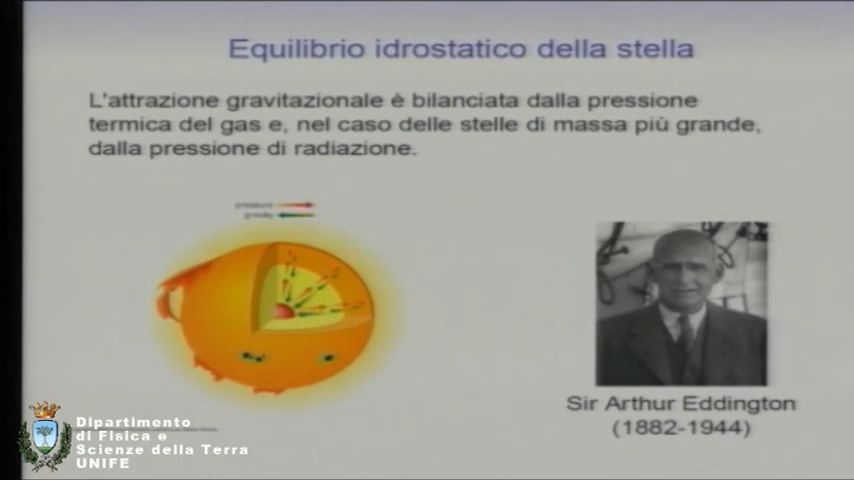 Equilibrio idrostatico della stella
L'attrazione gravitazionale è bilanciata dalla pressione
termica del gas e, nel caso delle stelle di massa più grande,
dalla pressione di radiazione.
pressure
gravity
Sir Arthur Eddington
(1882-1944)
Dipartimento
di Fisica e
Scienze della Terra
UNIFE